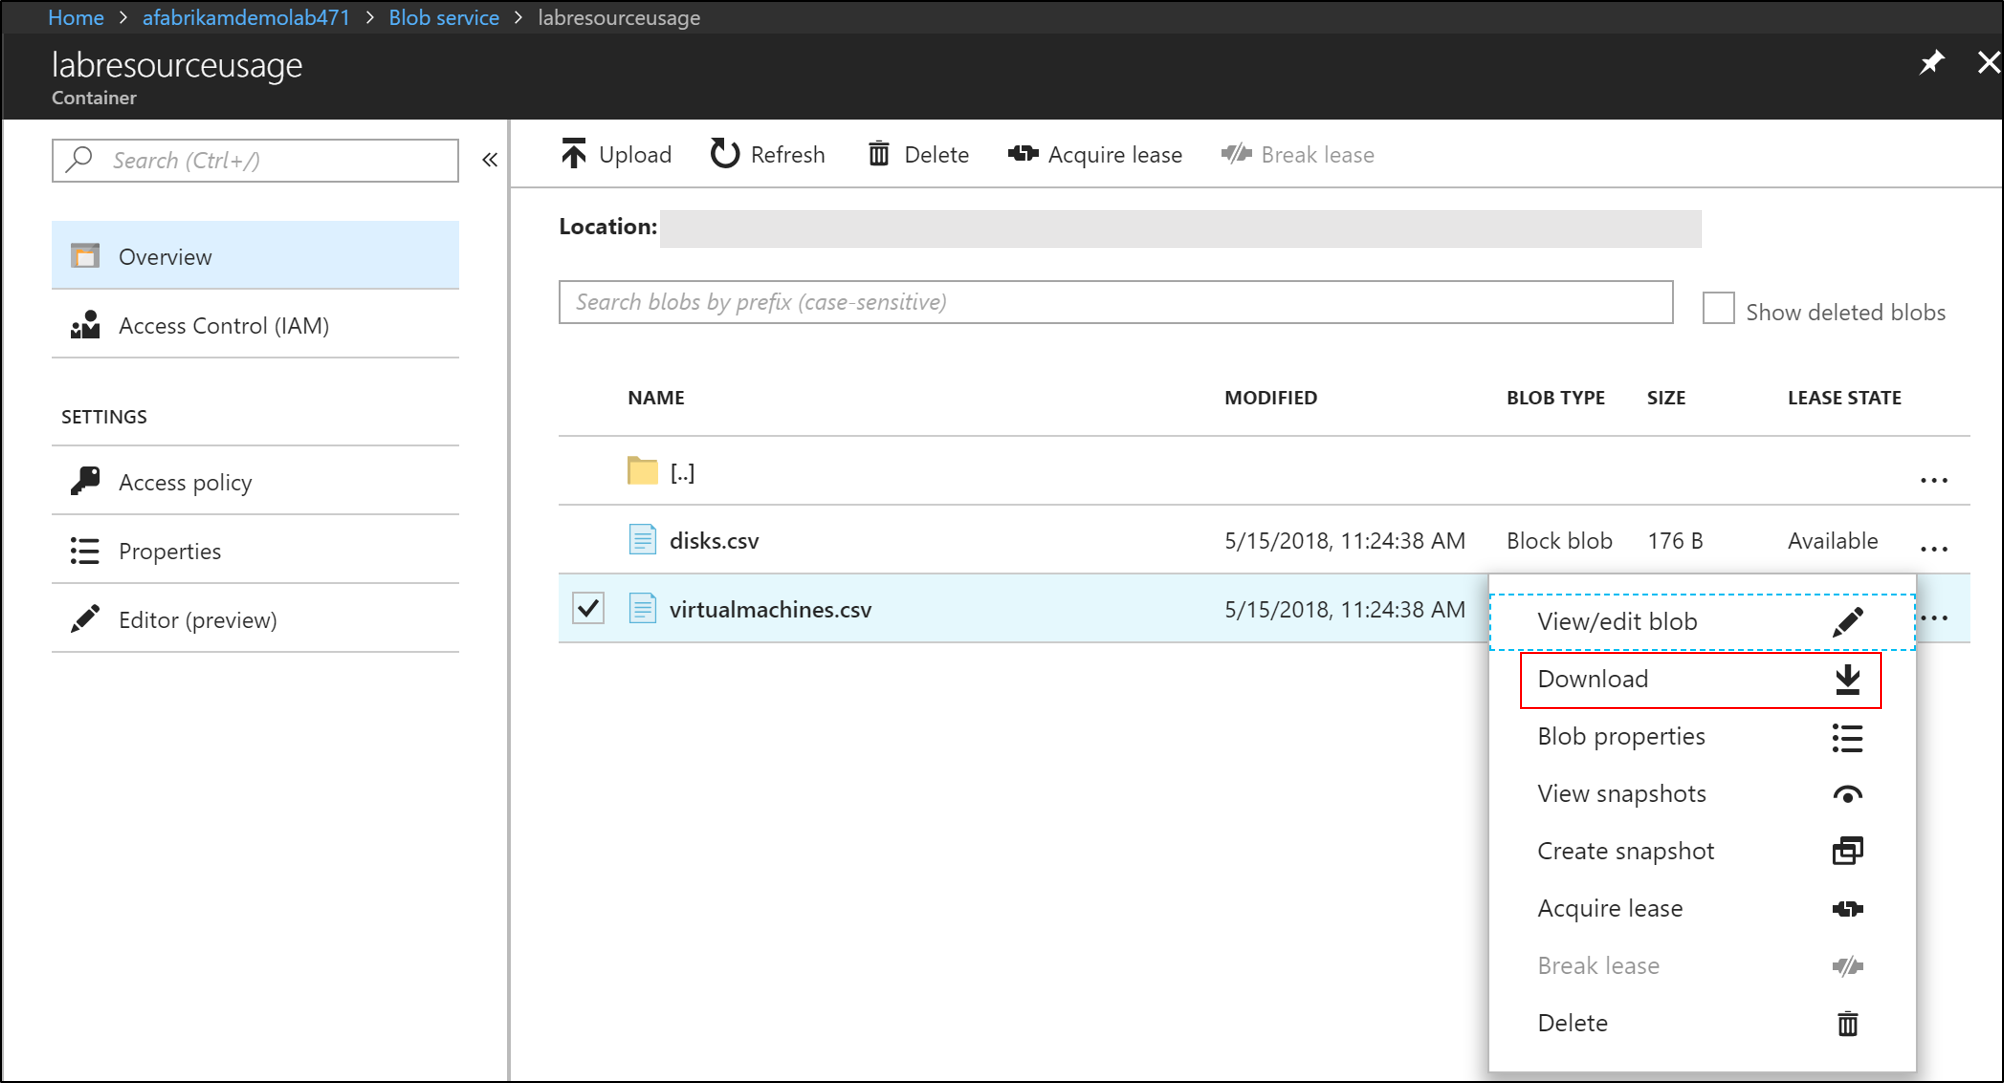 Home > afabrikamdemolab471 > Blob service > labresourceusage
labresourceusage
Container
Search (Ctrl+/)
«
Overview
Access Control (IAM)
SETTINGS
Access policy
Properties
Editor (preview)
Upload Refresh Delete Acquire lease Break lease
Location:
Search blobs by prefix (case-sensitive)
Show deleted blobs
NAME MODIFIED BLOB TYPE SIZE LEASE STATE
[..] ...
disks.csv 5/15/2018, 11:24:38 AM Block blob 176 B Available ...
virtualmachines.csv 5/15/2018, 11:24:38 AM ...
View/edit blob
Download
Blob properties
View snapshots
Create snapshot
Acquire lease
Break lease
Delete